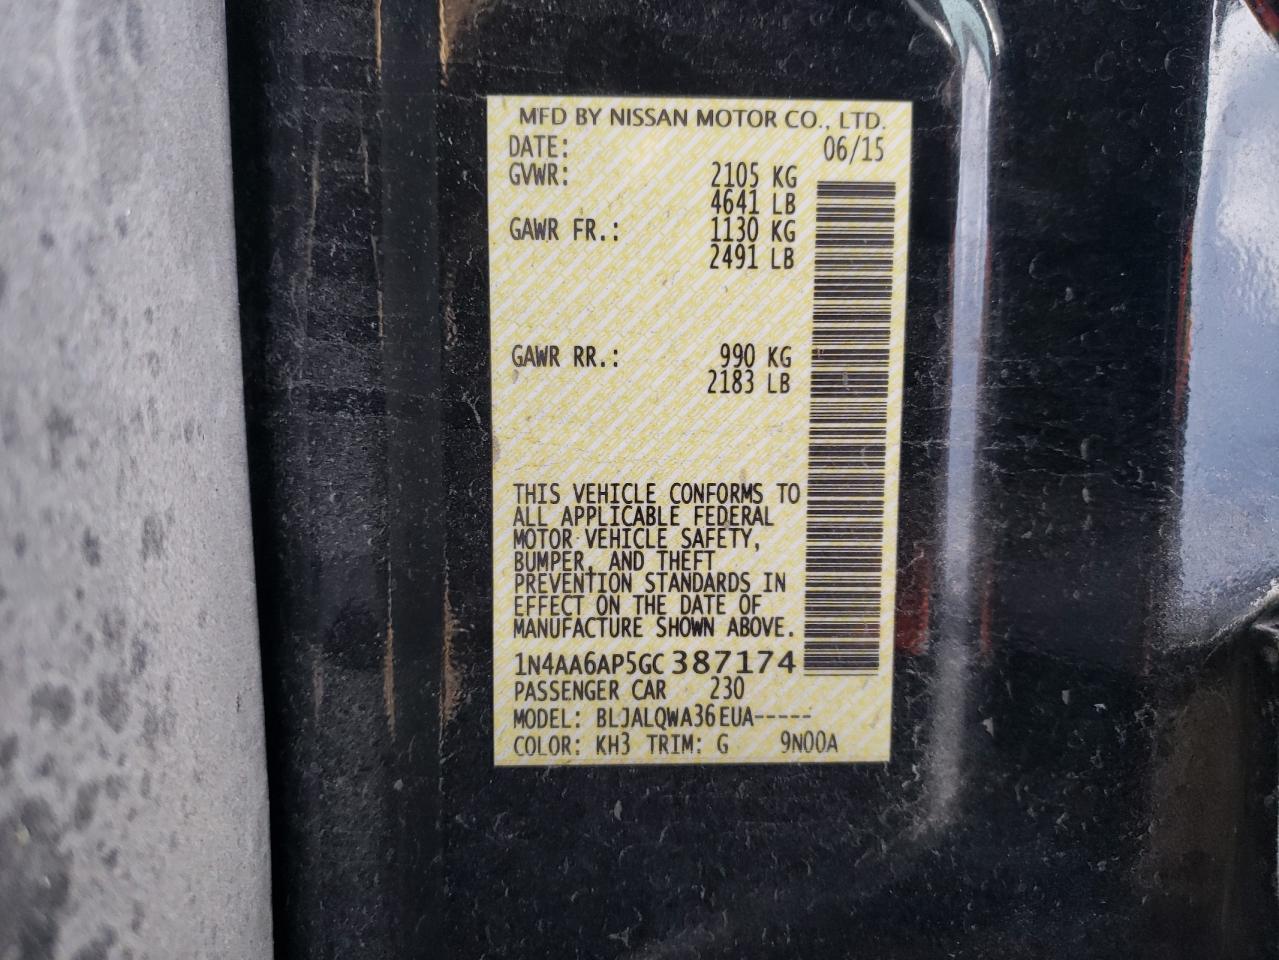 MFD BY NISSAN MOTOR CO., LTD.
DATE: 06/15
GVWR: 2105 KG
4641 LB
GAWR FR.: 1130 KG
2491 LB
GAWR RR.: 990 KG
2183 LB
THIS VEHICLE CONFORMS TO
ALL APPLICABLE FEDERAL
MOTOR VEHICLE SAFETY,
BUMPER, AND THEFT
PREVENTION STANDARDS IN
EFFECT ON THE DATE OF
MANUFACTURE SHOWN ABOVE.
1N4AA6AP5GC387174
PASSENGER CAR 230
MODEL: BLJALQWA36EUA-----
COLOR: KH3 TRIM: G 9N00A